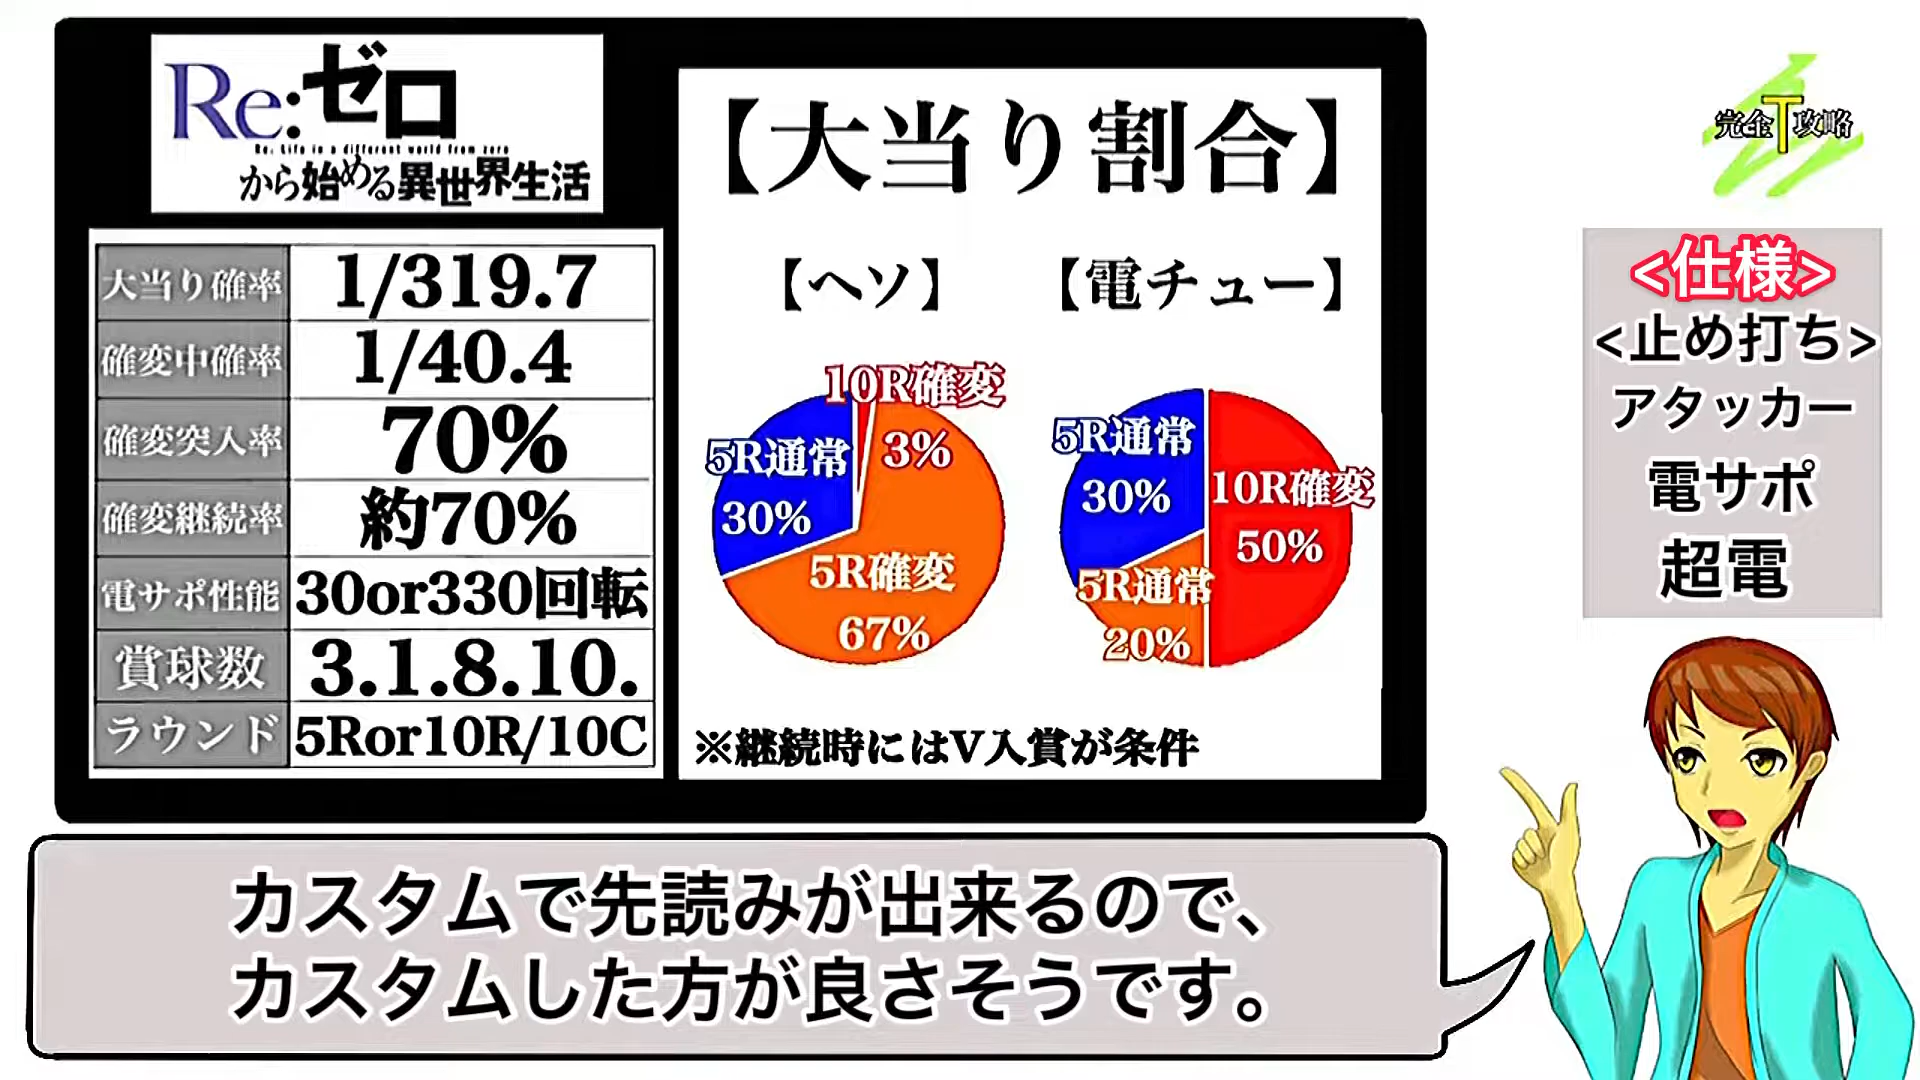 Re:ゼロ
Re. Life in a different world from zero
から始める異世界生活
大当り確率 1/319.7
確変中確率 1/40.4
確変突入率 70%
確変継続率 約70%
電サポ性能 30or330回転
賞球数 3.1.8.10.
ラウンド 5Ror10R/10C
【大当り割合】
【ヘソ】
10R確変
3%
5R通常
30%
5R確変
67%
【電チュー】
5R通常
30%
10R確変
50%
5R通常
20%
※継続時にはV入賞が条件
完全T攻略
<仕様>
<止め打ち>
アタッカー
電サポ
超電
カスタムで先読みが出来るので、
カスタムした方が良さそうです。